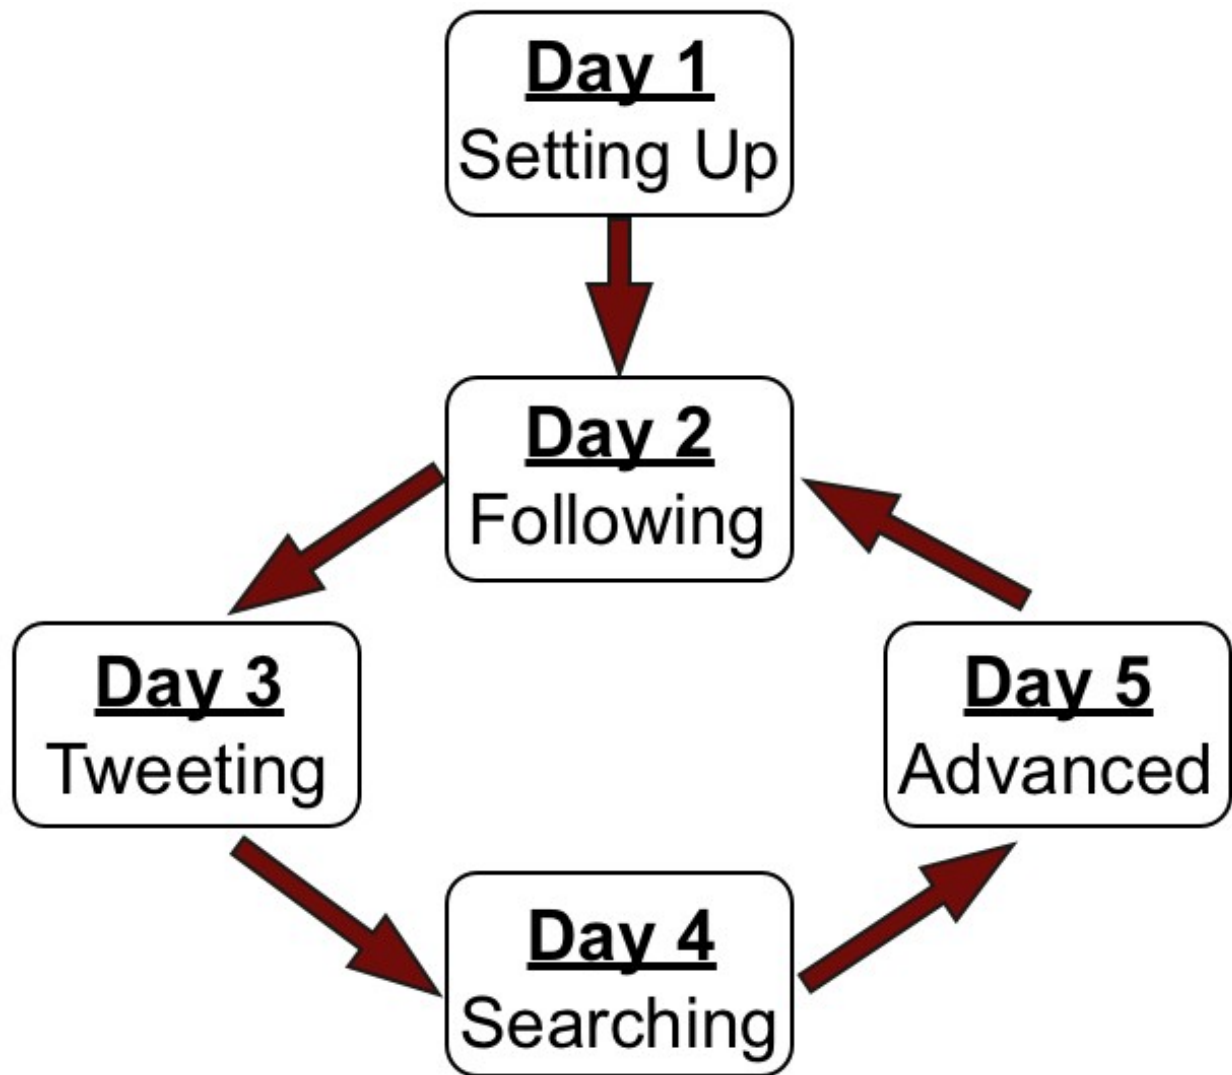 Day 1
Setting Up
Day 2
Following
Day 3
Tweeting
Day 4
Searching
Day 5
Advanced